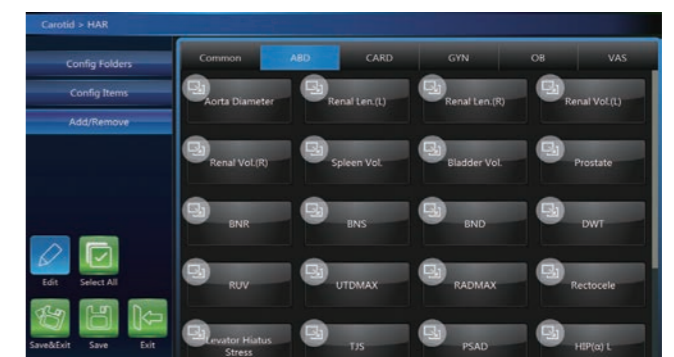 Carotid > HAR
Config Folders
Config Items
Add/Remove
Common ABD CARD GYN OB VAS
Aorta Diameter Renal Len.(L) Renal Len.(R) Renal Vol.(L)
Renal Vol.(R) Spleen Vol. Bladder Vol. Prostate
BNR BNS BND DWT
RUV UTDMAX RADMAX Rectocele
Levator Hiatus
Stress TJS PSAD HIP(α) L
Edit Select All
Save&Exit Save Exit